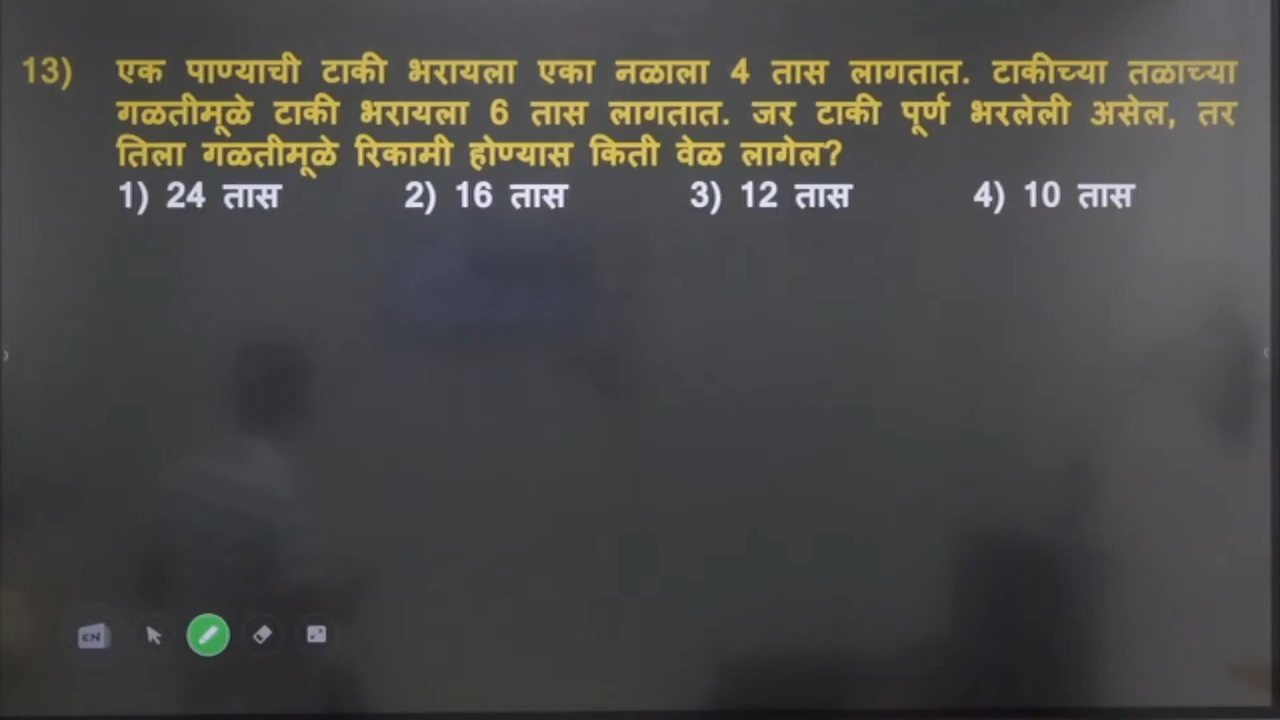 13) एक पाण्याची टाकी भरायला एका नळाला 4 तास लागतात. टाकीच्या तळाच्या
गळतीमूळे टाकी भरायला 6 तास लागतात. जर टाकी पूर्ण भरलेली असेल, तर
तिला गळतीमूळे रिकामी होण्यास किती वेळ लागेल?
1) 24 तास 2) 16 तास 3) 12 तास 4) 10 तास
EN